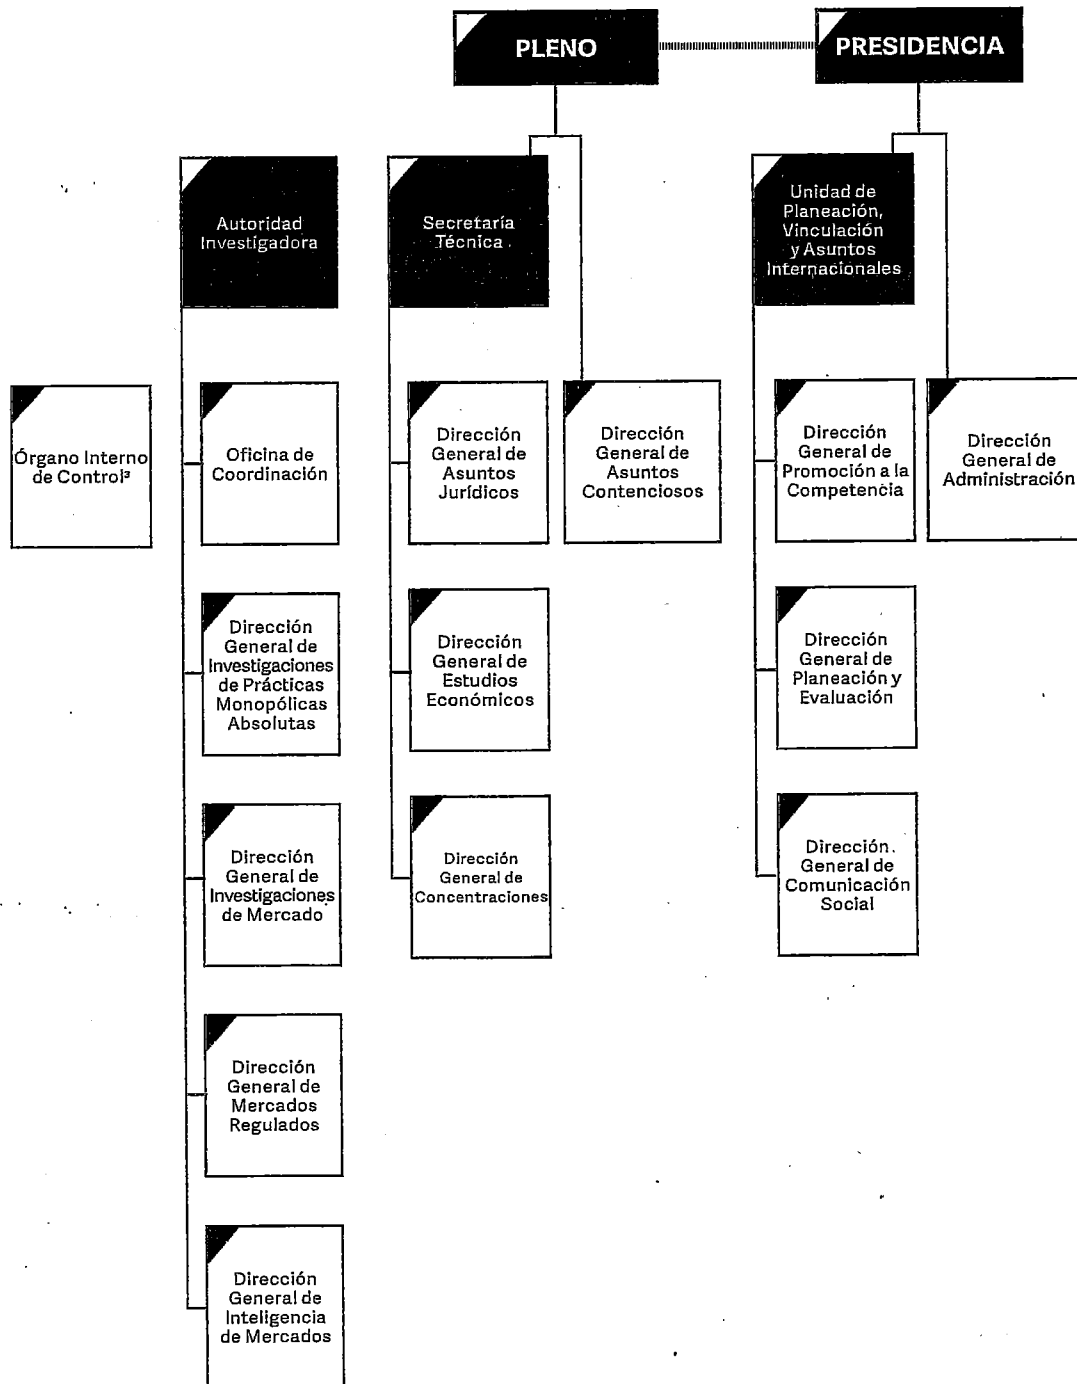 PLENO
PRESIDENCIA
Autoridad
Investigadora
Secretaría
Técnica
Unidad de
Planeación,
Vinculación
y Asuntos
Internacionales
Órgano Interno
de Control³
Oficina de
Coordinación
Dirección
General de
Asuntos
Jurídicos
Dirección
General de
Asuntos
Contenciosos
Dirección
General de
Promoción a la
Competencia
Dirección
General de
Administración
Dirección
General de
Investigaciones
de Prácticas
Monopólicas
Absolutas
Dirección
General de
Estudios
Económicos
Dirección
General de
Planeación y
Evaluación
Dirección
General de
Investigaciones
de Mercado
Dirección
General de
Concentraciones
Dirección
General de
Comunicación
Social
Dirección
General de
Mercados
Regulados
Dirección
General de
Inteligencia
de Mercados